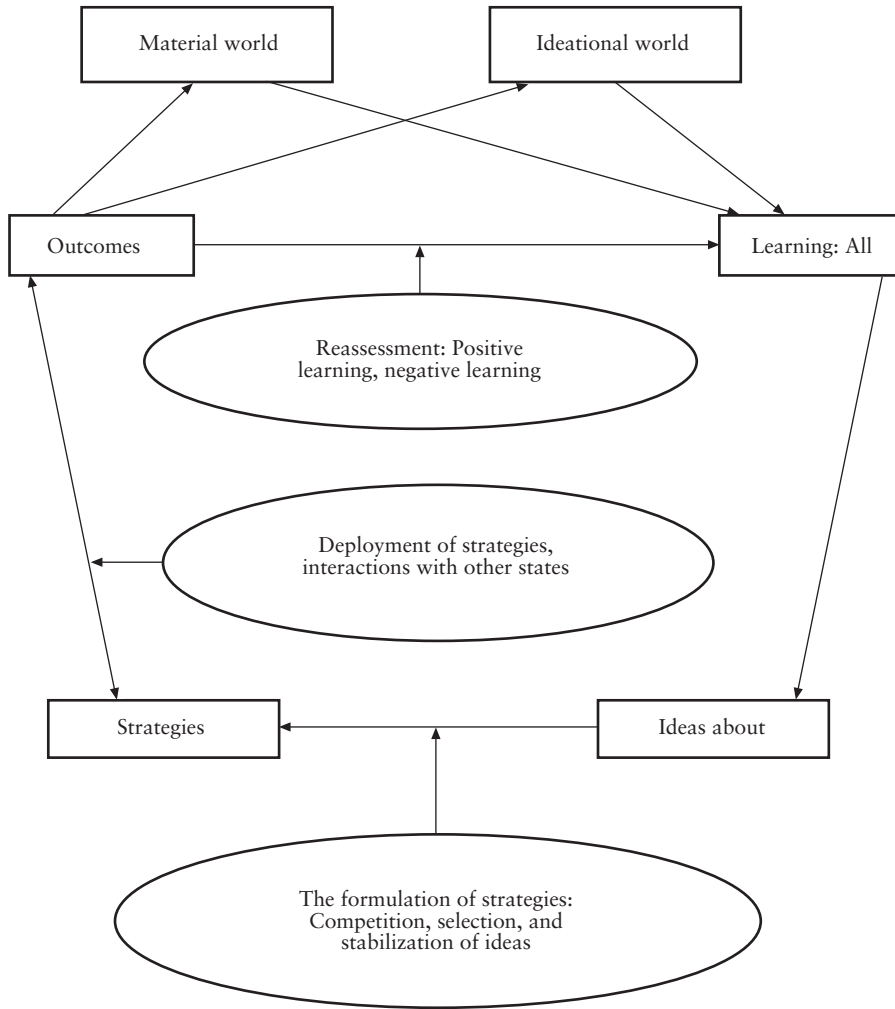 Material world
Ideational world
Outcomes
Learning: All
Reassessment: Positive
learning, negative learning
Deployment of strategies,
interactions with other states
Strategies
Ideas about
The formulation of strategies:
Competition, selection, and
stabilization of ideas